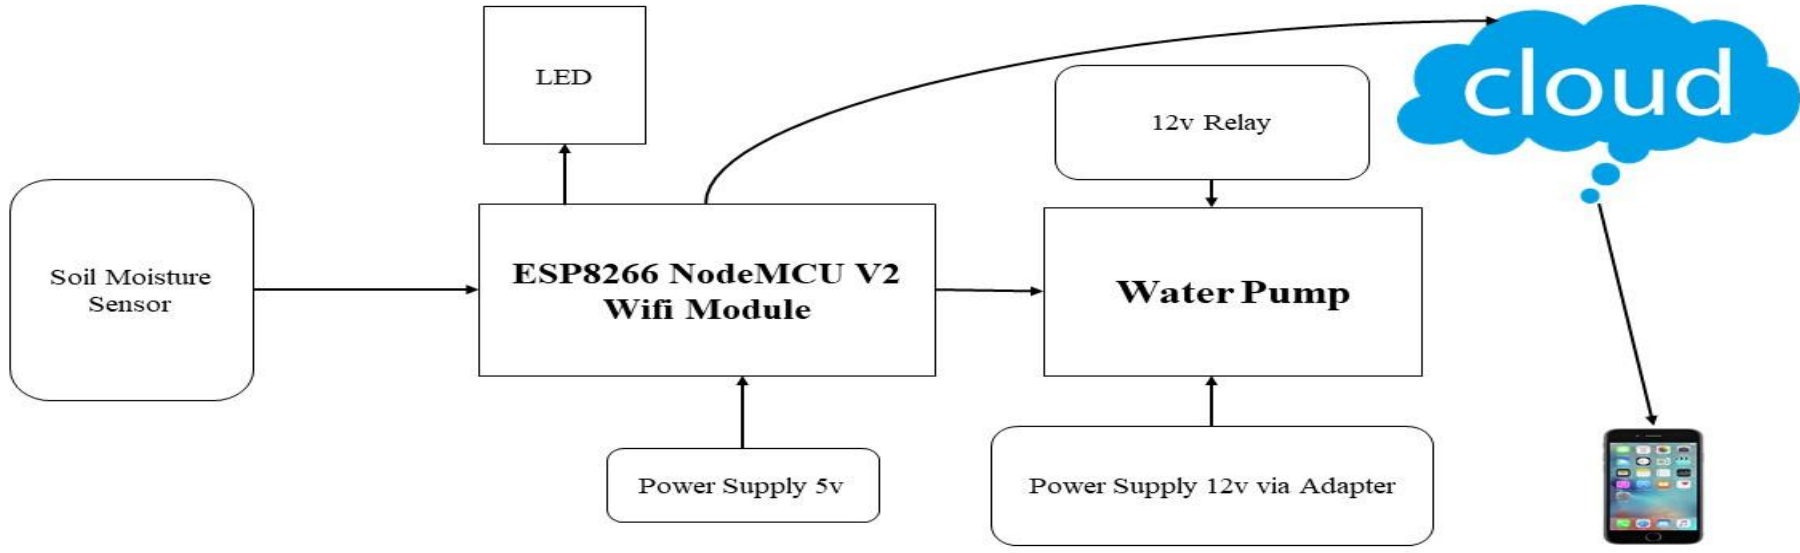 LED
cloud
12v Relay
Soil Moisture
Sensor
ESP8266 NodeMCU V2
Wifi Module
Water Pump
Power Supply 5v
Power Supply 12v via Adapter